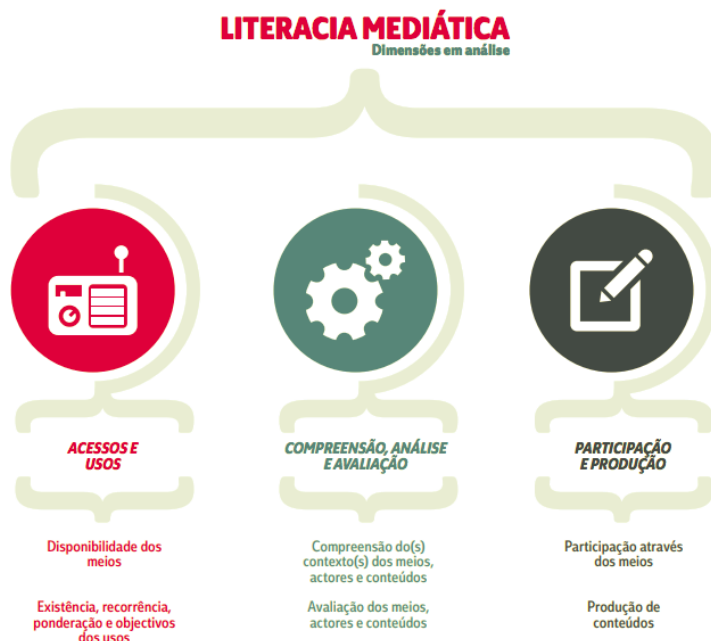 LITERACIA MEDIÁTICA
Dimensões em análise
ACESSOS E
USOS
Disponibilidade dos
meios
Existência, recorrência,
ponderação e objectivos
dos usos
COMPREENSÃO, ANÁLISE
E AVALIAÇÃO
Compreensão do(s)
contexto(s) dos meios,
actores e conteúdos
Avaliação dos meios,
actores e conteúdos
PARTICIPAÇÃO
E PRODUÇÃO
Participação através
dos meios
Produção de
conteúdos